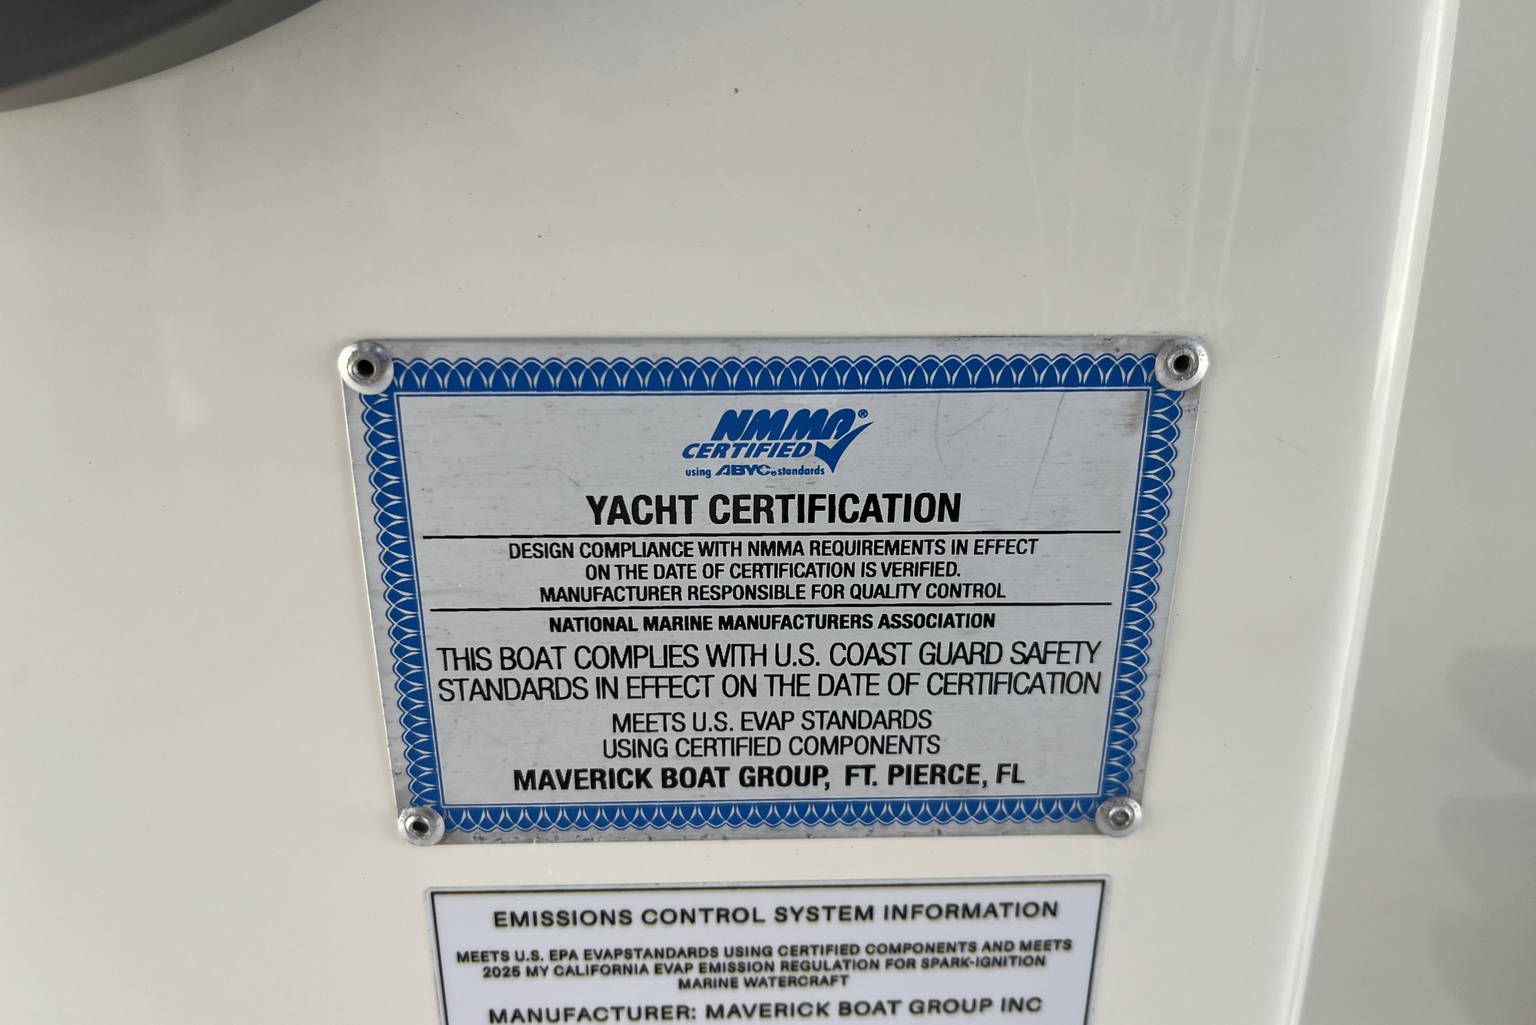 NMMA®
CERTIFIED
using ABYC® standards
YACHT CERTIFICATION
DESIGN COMPLIANCE WITH NMMA REQUIREMENTS IN EFFECT
ON THE DATE OF CERTIFICATION IS VERIFIED.
MANUFACTURER RESPONSIBLE FOR QUALITY CONTROL
NATIONAL MARINE MANUFACTURERS ASSOCIATION
THIS BOAT COMPLIES WITH U.S. COAST GUARD SAFETY
STANDARDS IN EFFECT ON THE DATE OF CERTIFICATION
MEETS U.S. EVAP STANDARDS
USING CERTIFIED COMPONENTS
MAVERICK BOAT GROUP, FT. PIERCE, FL
EMISSIONS CONTROL SYSTEM INFORMATION
MEETS U.S. EPA EVAPSTANDARDS USING CERTIFIED COMPONENTS AND MEETS
2025 MY CALIFORNIA EVAP EMISSION REGULATION FOR SPARK-IGNITION
MARINE WATERCRAFT
MANUFACTURER: MAVERICK BOAT GROUP INC